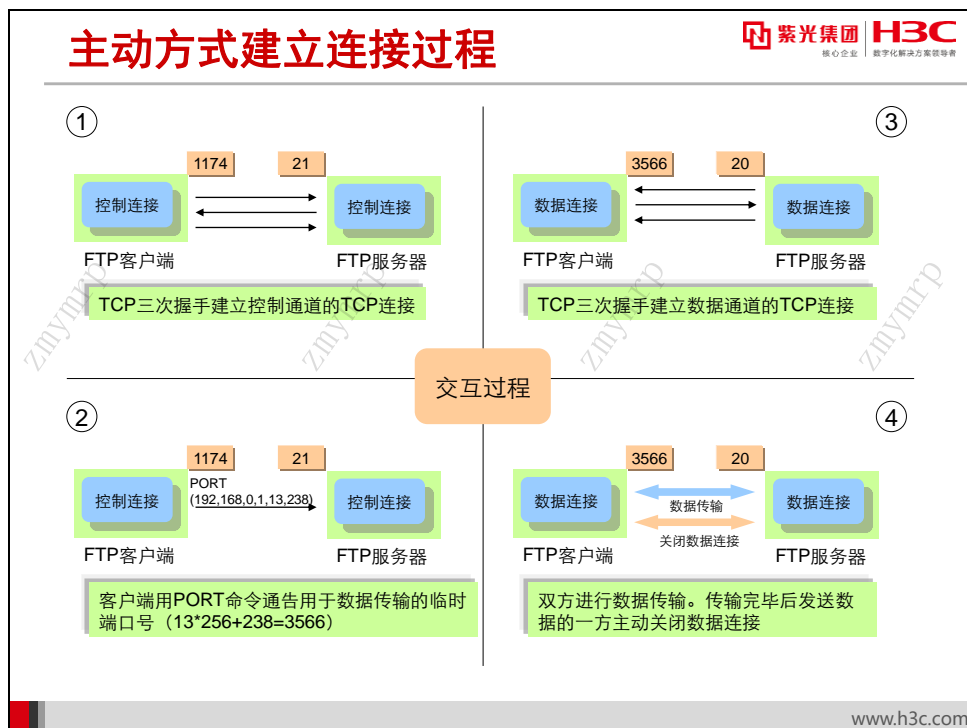 主动方式建立连接过程
紫光集团 H3C
核心企业 数字化解决方案领导者
①
1174 21
控制连接 控制连接
FTP客户端 FTP服务器
TCP三次握手建立控制通道的TCP连接
③
3566 20
数据连接 数据连接
FTP客户端 FTP服务器
TCP三次握手建立数据通道的TCP连接
zmymrp zmymrp zmymrp zmymrp
交互过程
②
1174 21
PORT
(192,168,0,1,13,238)
控制连接 控制连接
FTP客户端 FTP服务器
客户端用PORT命令通告用于数据传输的临时
端口号（13*256+238=3566）
④
3566 20
数据连接 数据连接
数据传输
关闭数据连接
FTP客户端 FTP服务器
双方进行数据传输。传输完毕后发送数
据的一方主动关闭数据连接
www.h3c.com